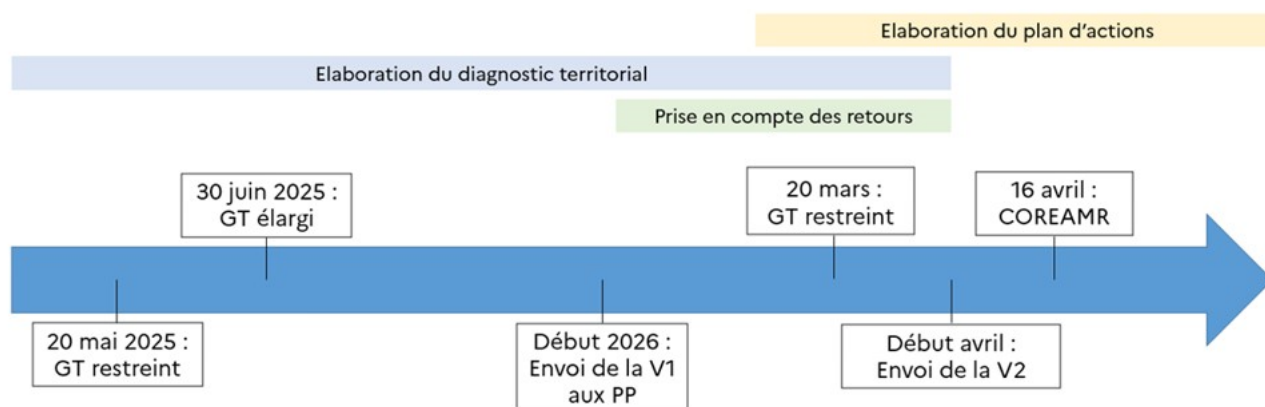 Elaboration du plan d'actions
Elaboration du diagnostic territorial
Prise en compte des retours
30 juin 2025 :
GT élargi
20 mars :
GT restreint
16 avril :
COREAMR
20 mai 2025 :
GT restreint
Début 2026 :
Envoi de la V1
aux PP
Début avril :
Envoi de la V2